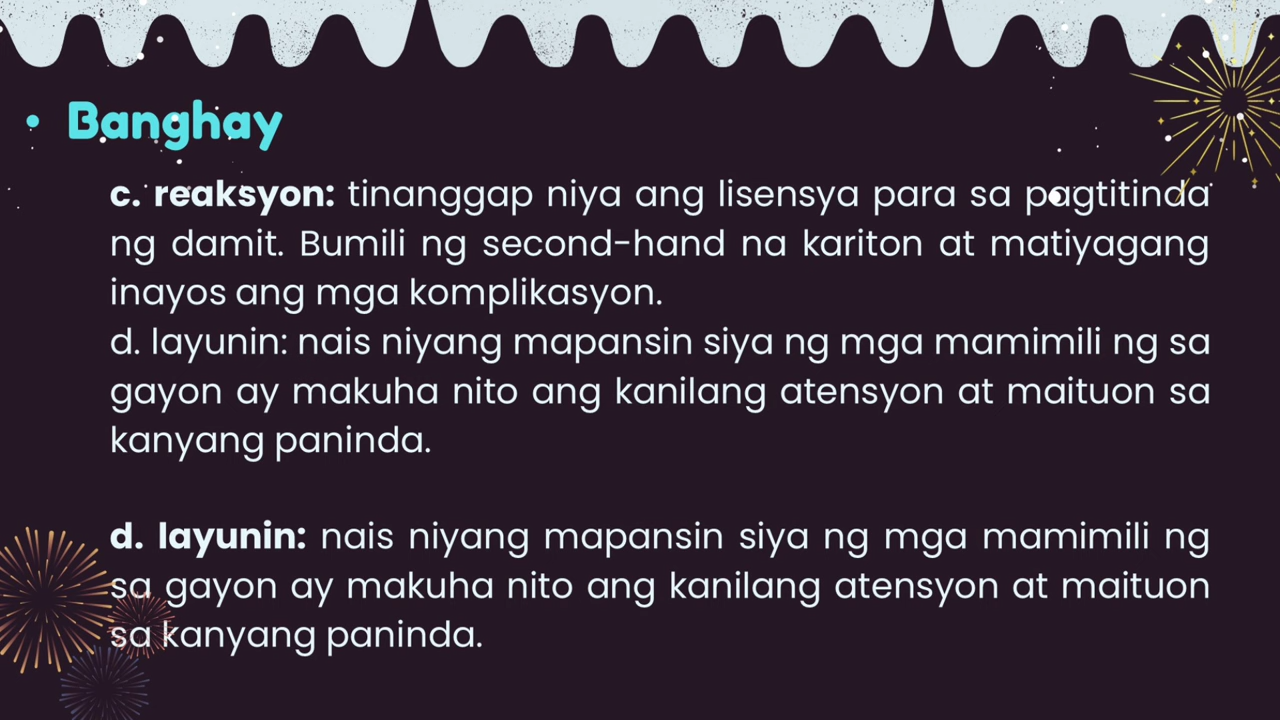 • Banghay
c. reaksyon: tinanggap niya ang lisensya para sa pagtitinda
ng damit. Bumili ng second-hand na kariton at matiyagang
inayos ang mga komplikasyon.
d. layunin: nais niyang mapansin siya ng mga mamimili ng sa
gayon ay makuha nito ang kanilang atensyon at maituon sa
kanyang paninda.
d. layunin: nais niyang mapansin siya ng mga mamimili ng
sa gayon ay makuha nito ang kanilang atensyon at maituon
sa kanyang paninda.